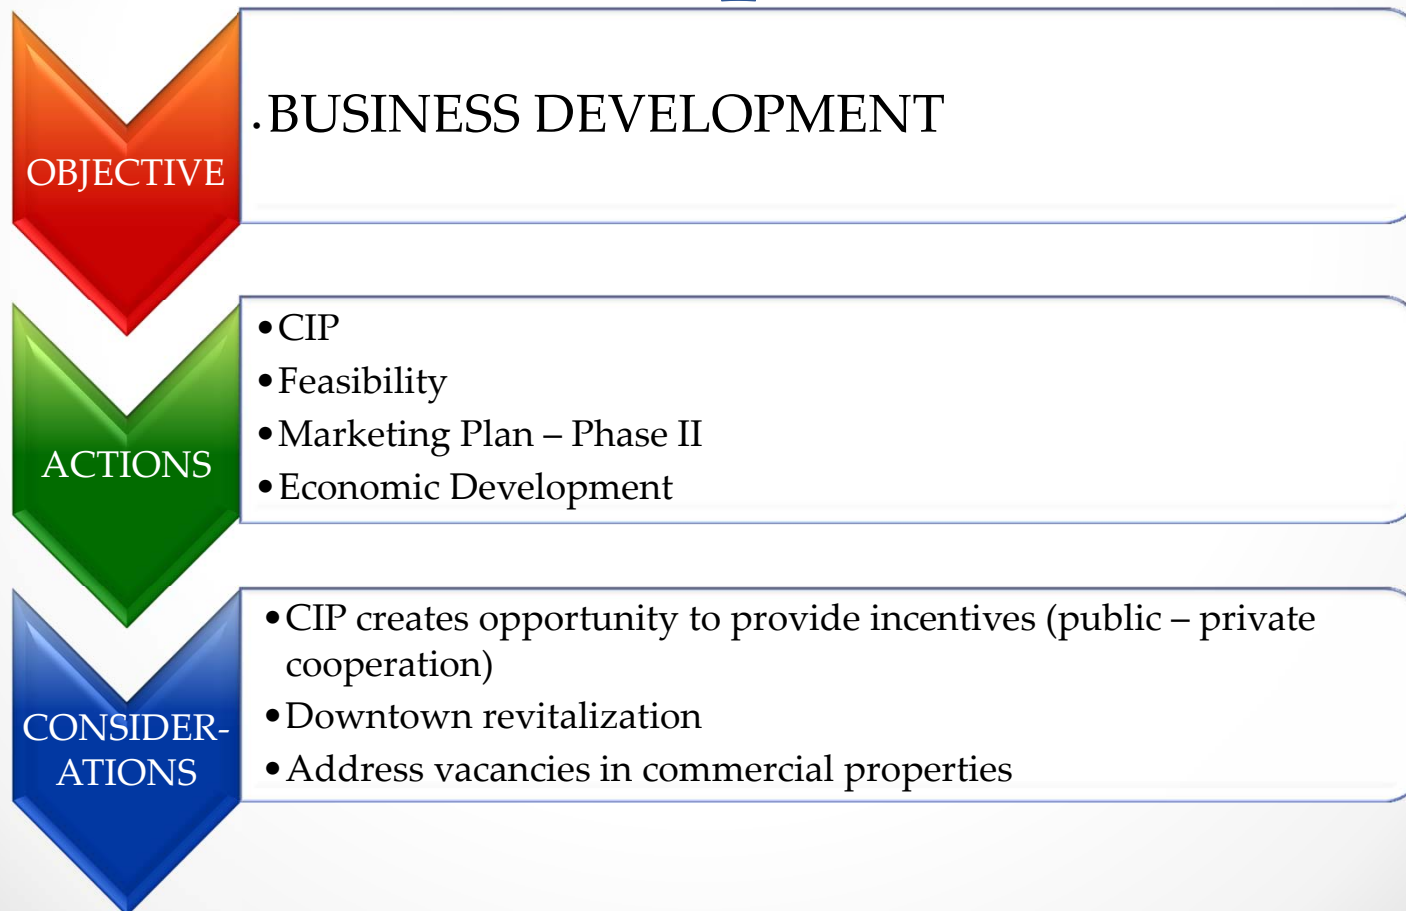 OBJECTIVE
.BUSINESS DEVELOPMENT
ACTIONS
•CIP
•Feasibility
•Marketing Plan – Phase II
•Economic Development
CONSIDER-
ATIONS
•CIP creates opportunity to provide incentives (public – private
cooperation)
•Downtown revitalization
•Address vacancies in commercial properties